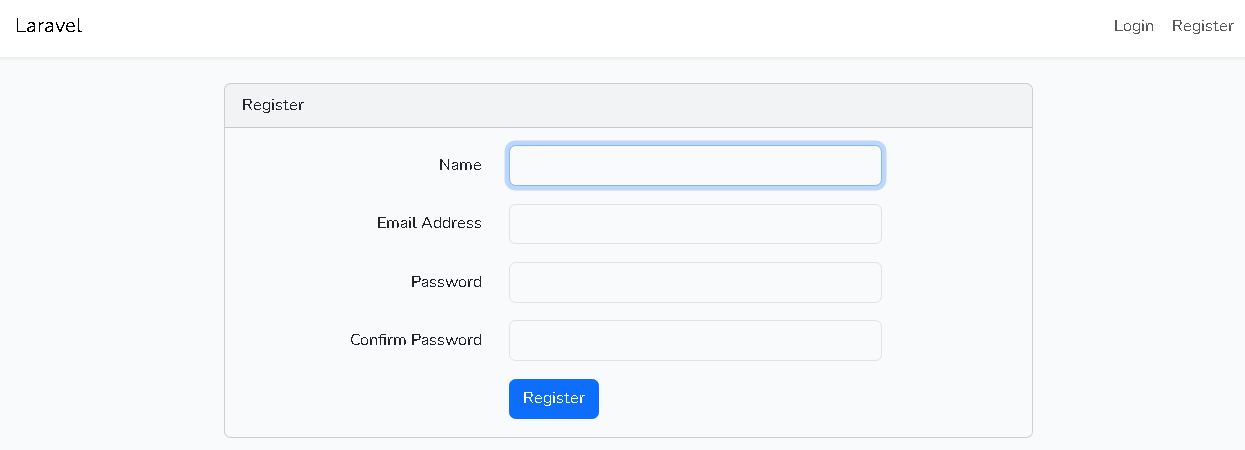 Laravel
Login Register
Register
Name
Email Address
Password
Confirm Password
Register